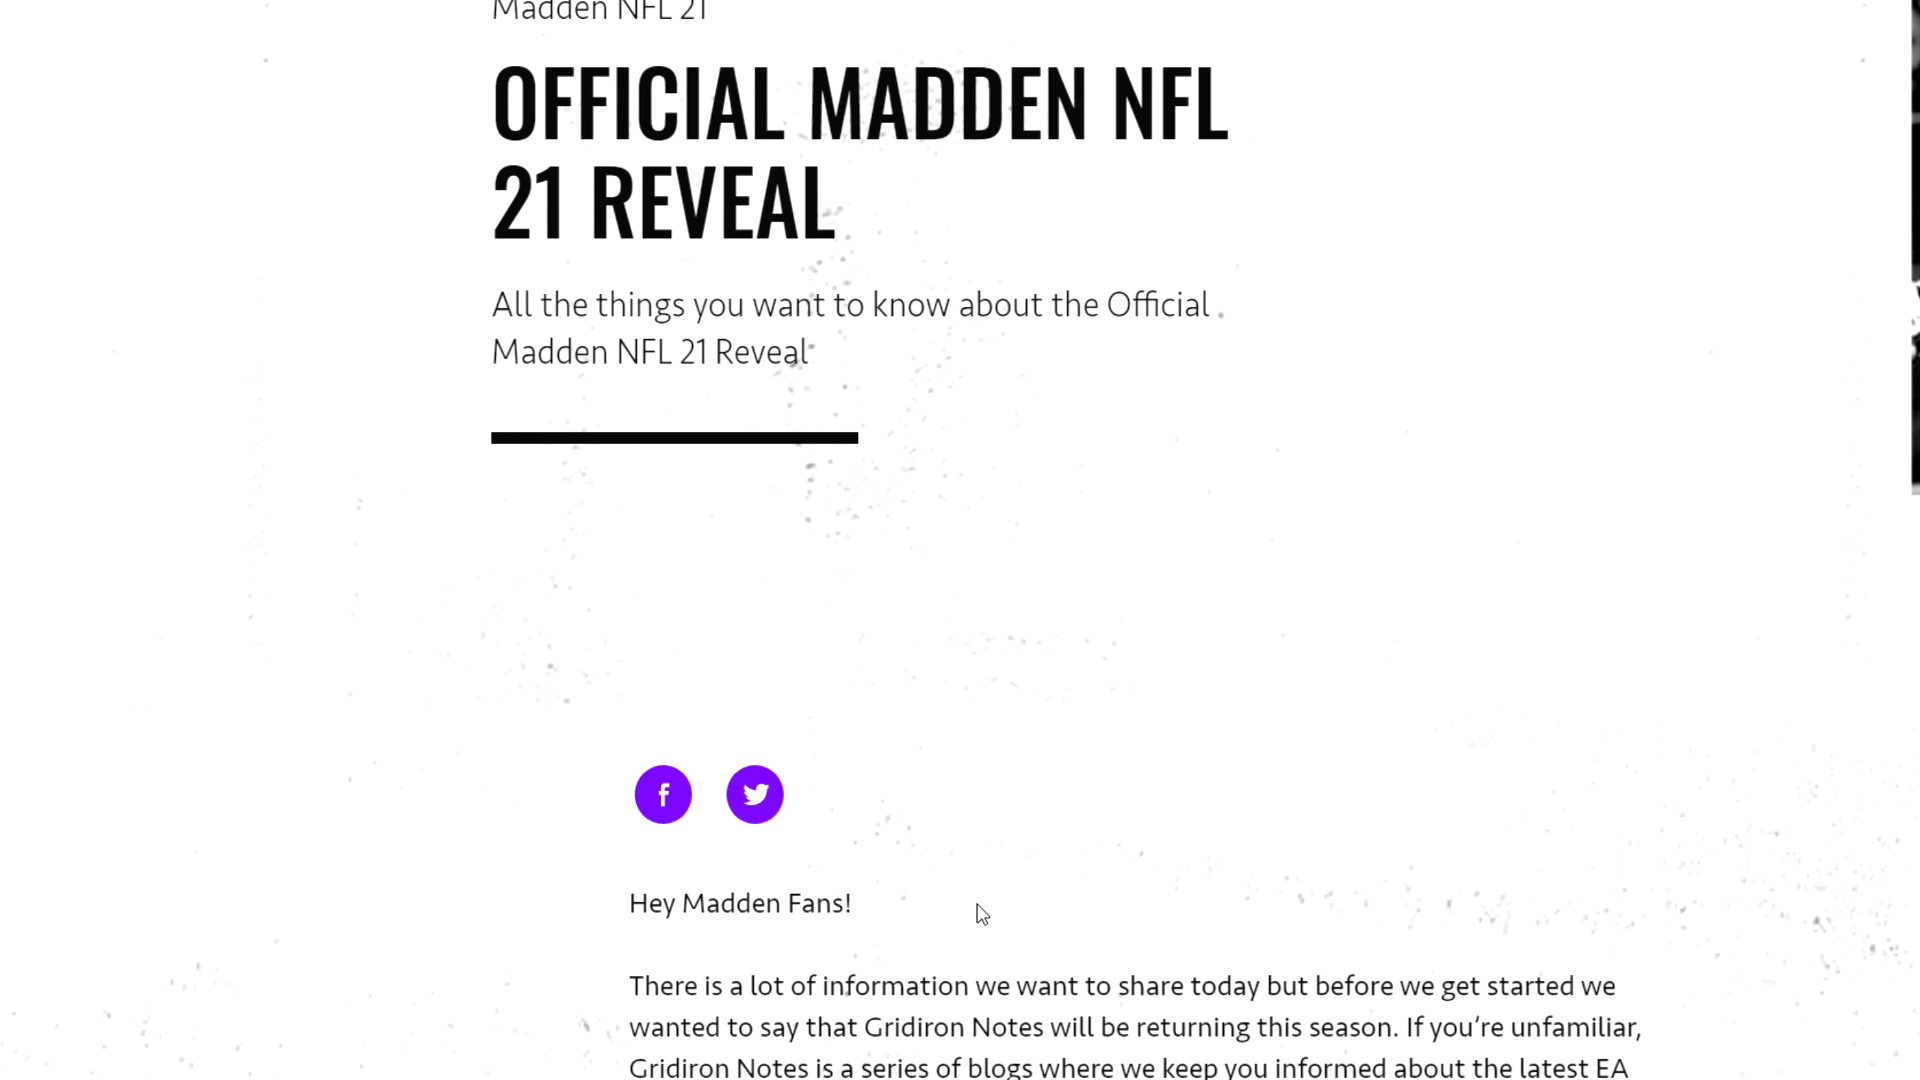 Madden NFL 21
OFFICIAL MADDEN NFL
21 REVEAL
All the things you want to know about the Official
Madden NFL 21 Reveal
Hey Madden Fans!
There is a lot of information we want to share today but before we get started we
wanted to say that Gridiron Notes will be returning this season. If you’re unfamiliar,
Gridiron Notes is a series of blogs where we keep you informed about the latest EA